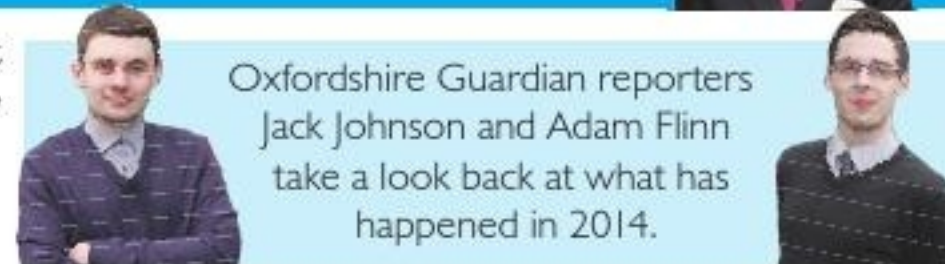 Oxfordshire Guardian reporters
Jack Johnson and Adam Flinn
take a look back at what has
happened in 2014.